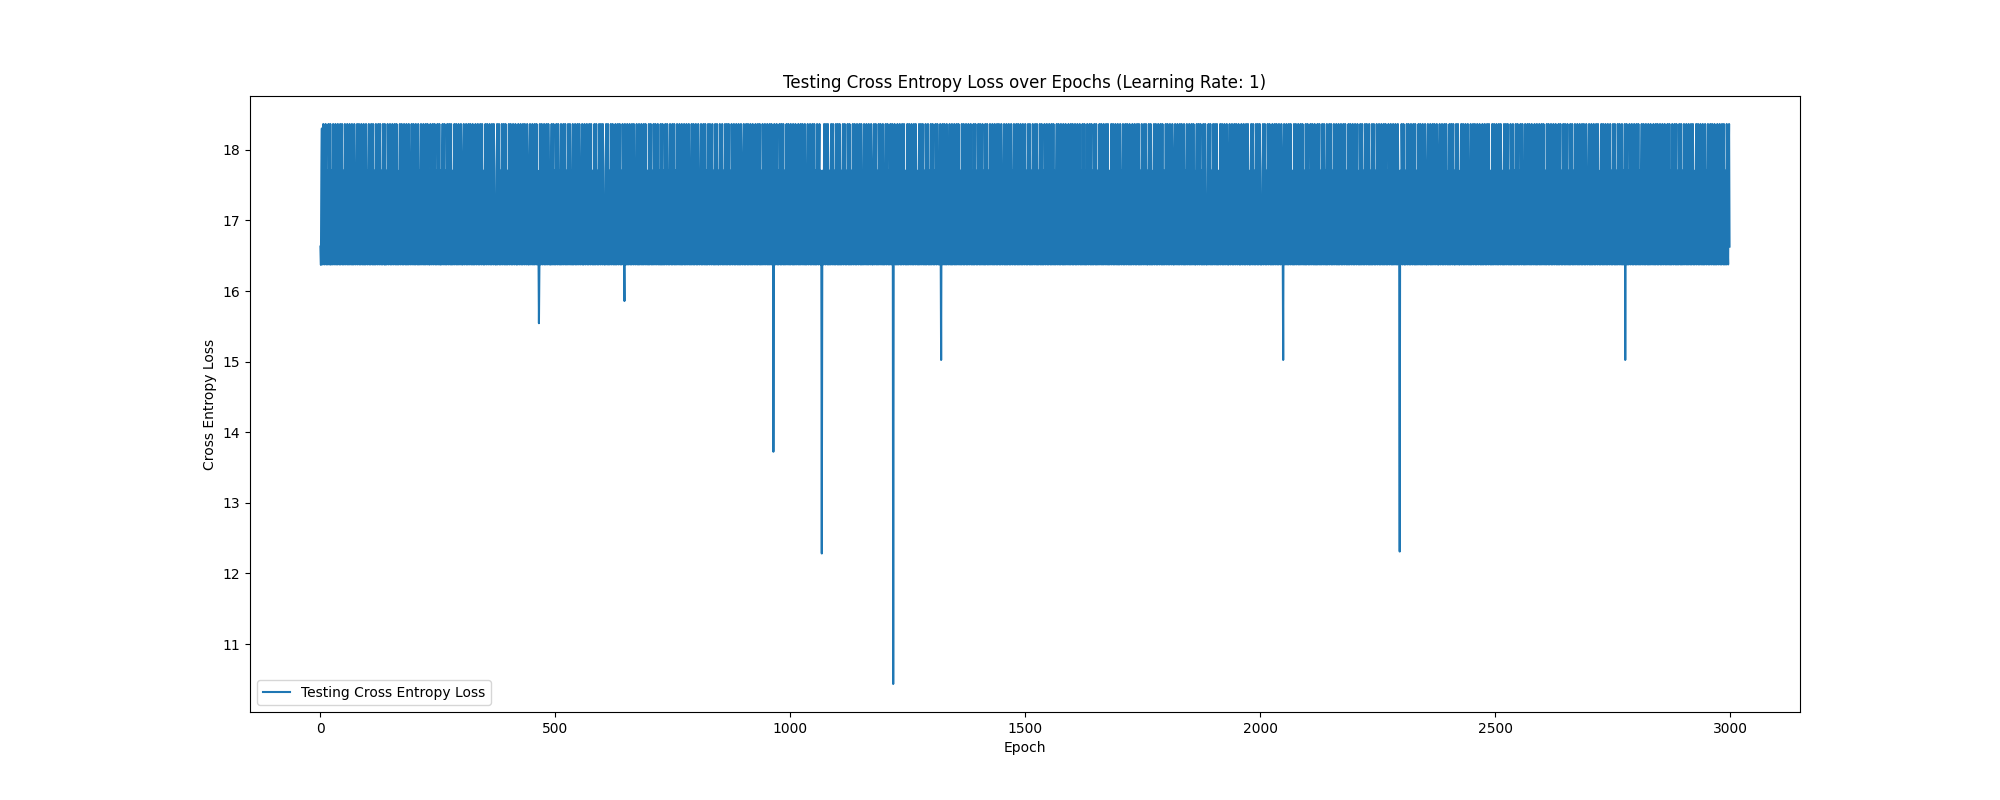 Testing Cross Entropy Loss over Epochs (Learning Rate: 1)
18
17
16
15
14
13
12
11
Cross Entropy Loss
Testing Cross Entropy Loss
0 500 1000 1500 2000 2500 3000
Epoch